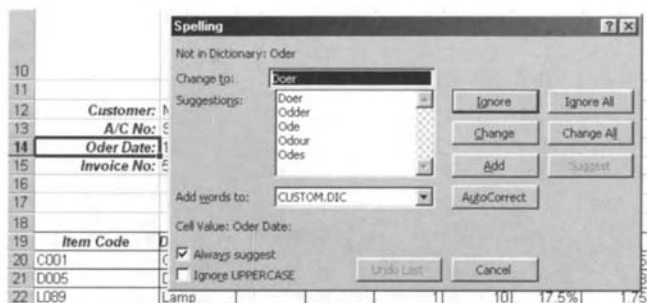 Spelling
Not in Dictionary: Oder
Change to: Doer
Suggestions: Doer
Odder
Ode
Odour
Odes
Ignore Ignore All
Change Change All
Add Suggest
Add words to: CUSTOM.DIC AutoCorrect
Cell Value: Oder Date:
Always suggest
Ignore UPPERCASE Undo Last Cancel
10
11
12 Customer: N
13 A/C No: S
14 Oder Date: 1
15 Invoice No: 5
16
17
18
19 Item Code D
20 C001
21 D005
22 L089 Lamp 1 10 17.5% 1.75